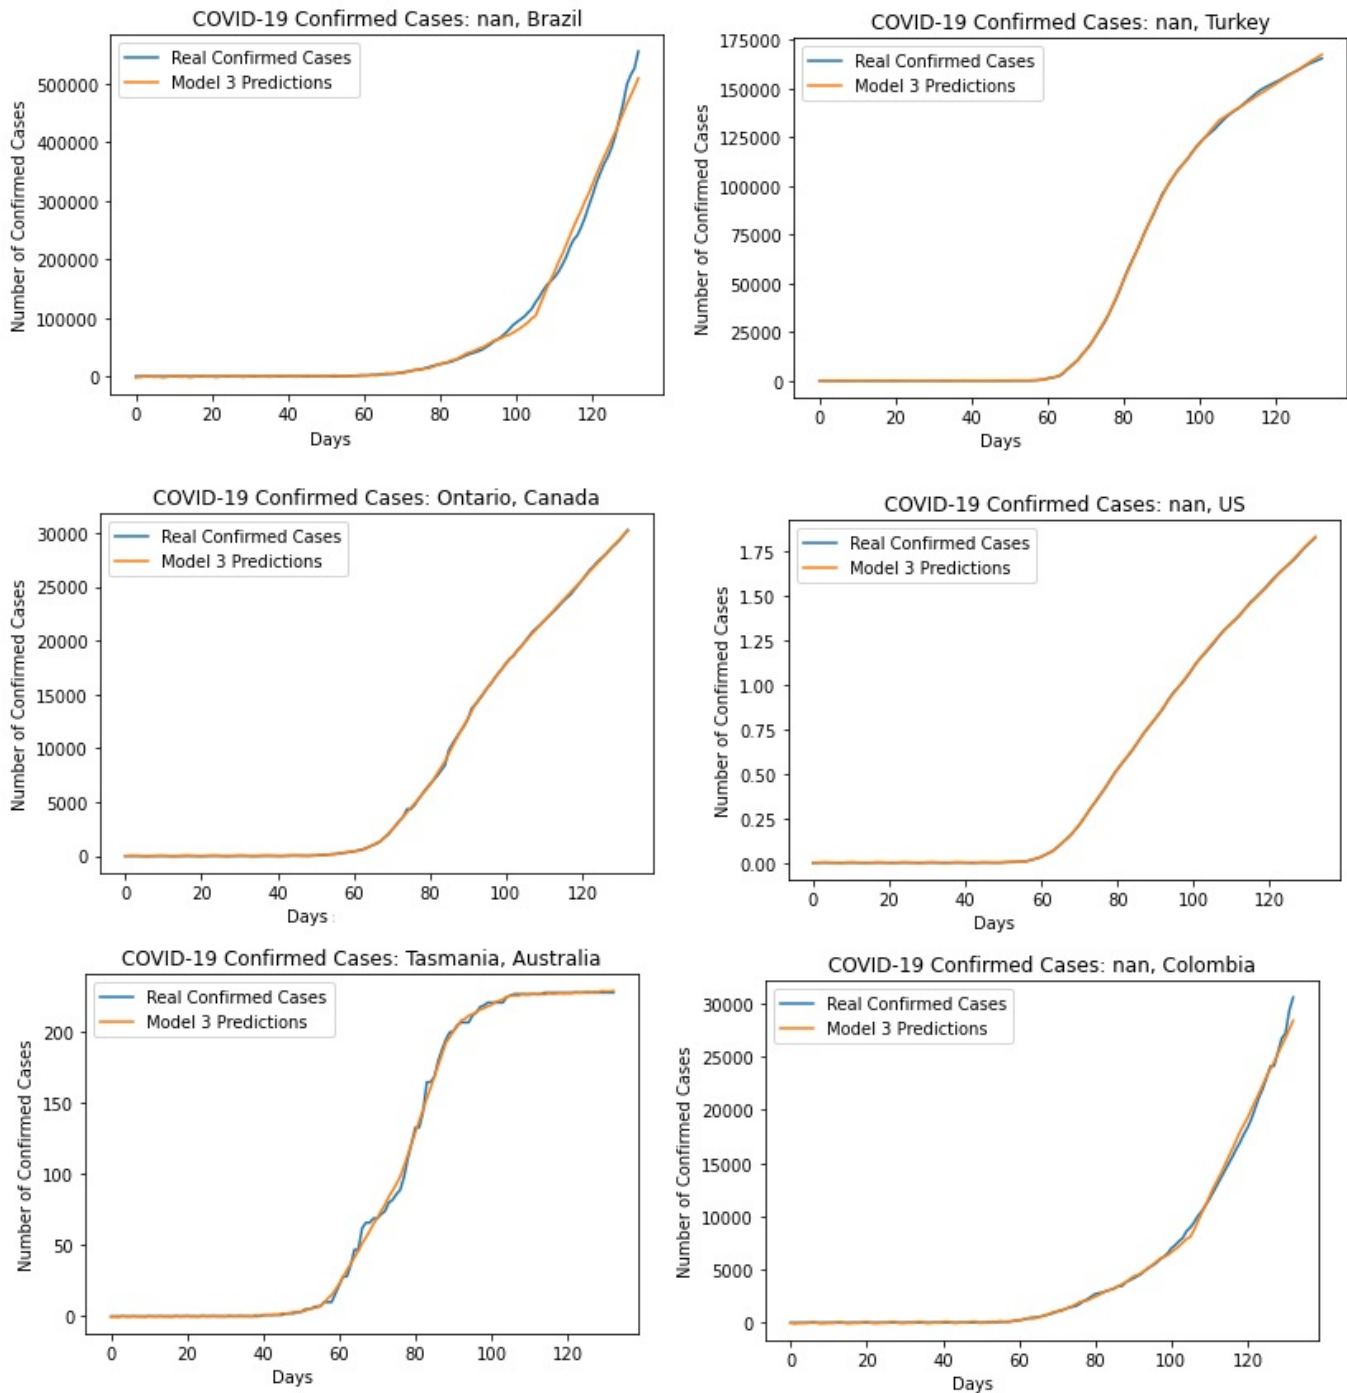 COVID-19 Confirmed Cases: nan, Brazil
Real Confirmed Cases
Model 3 Predictions
Number of Confirmed Cases
500000
400000
300000
200000
100000
0
0 20 40 60 80 100 120
Days
COVID-19 Confirmed Cases: nan, Turkey
Real Confirmed Cases
Model 3 Predictions
Number of Confirmed Cases
175000
150000
125000
100000
75000
50000
25000
0
0 20 40 60 80 100 120
Days
COVID-19 Confirmed Cases: Ontario, Canada
Real Confirmed Cases
Model 3 Predictions
Number of Confirmed Cases
30000
25000
20000
15000
10000
5000
0
0 20 40 60 80 100 120
Days
COVID-19 Confirmed Cases: nan, US
Real Confirmed Cases
Model 3 Predictions
Number of Confirmed Cases
1.75
1.50
1.25
1.00
0.75
0.50
0.25
0.00
0 20 40 60 80 100 120
Days
COVID-19 Confirmed Cases: Tasmania, Australia
Real Confirmed Cases
Model 3 Predictions
Number of Confirmed Cases
200
150
100
50
0
0 20 40 60 80 100 120
Days
COVID-19 Confirmed Cases: nan, Colombia
Real Confirmed Cases
Model 3 Predictions
Number of Confirmed Cases
30000
25000
20000
15000
10000
5000
0
0 20 40 60 80 100 120
Days